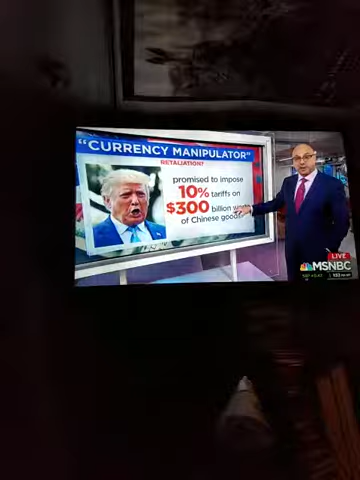 "CURRENCY MANIPULATOR"
RETALIATION?
promised to impose
10% tariffs on
$300 billion
of Chinese goods
LIVE
MSNBC